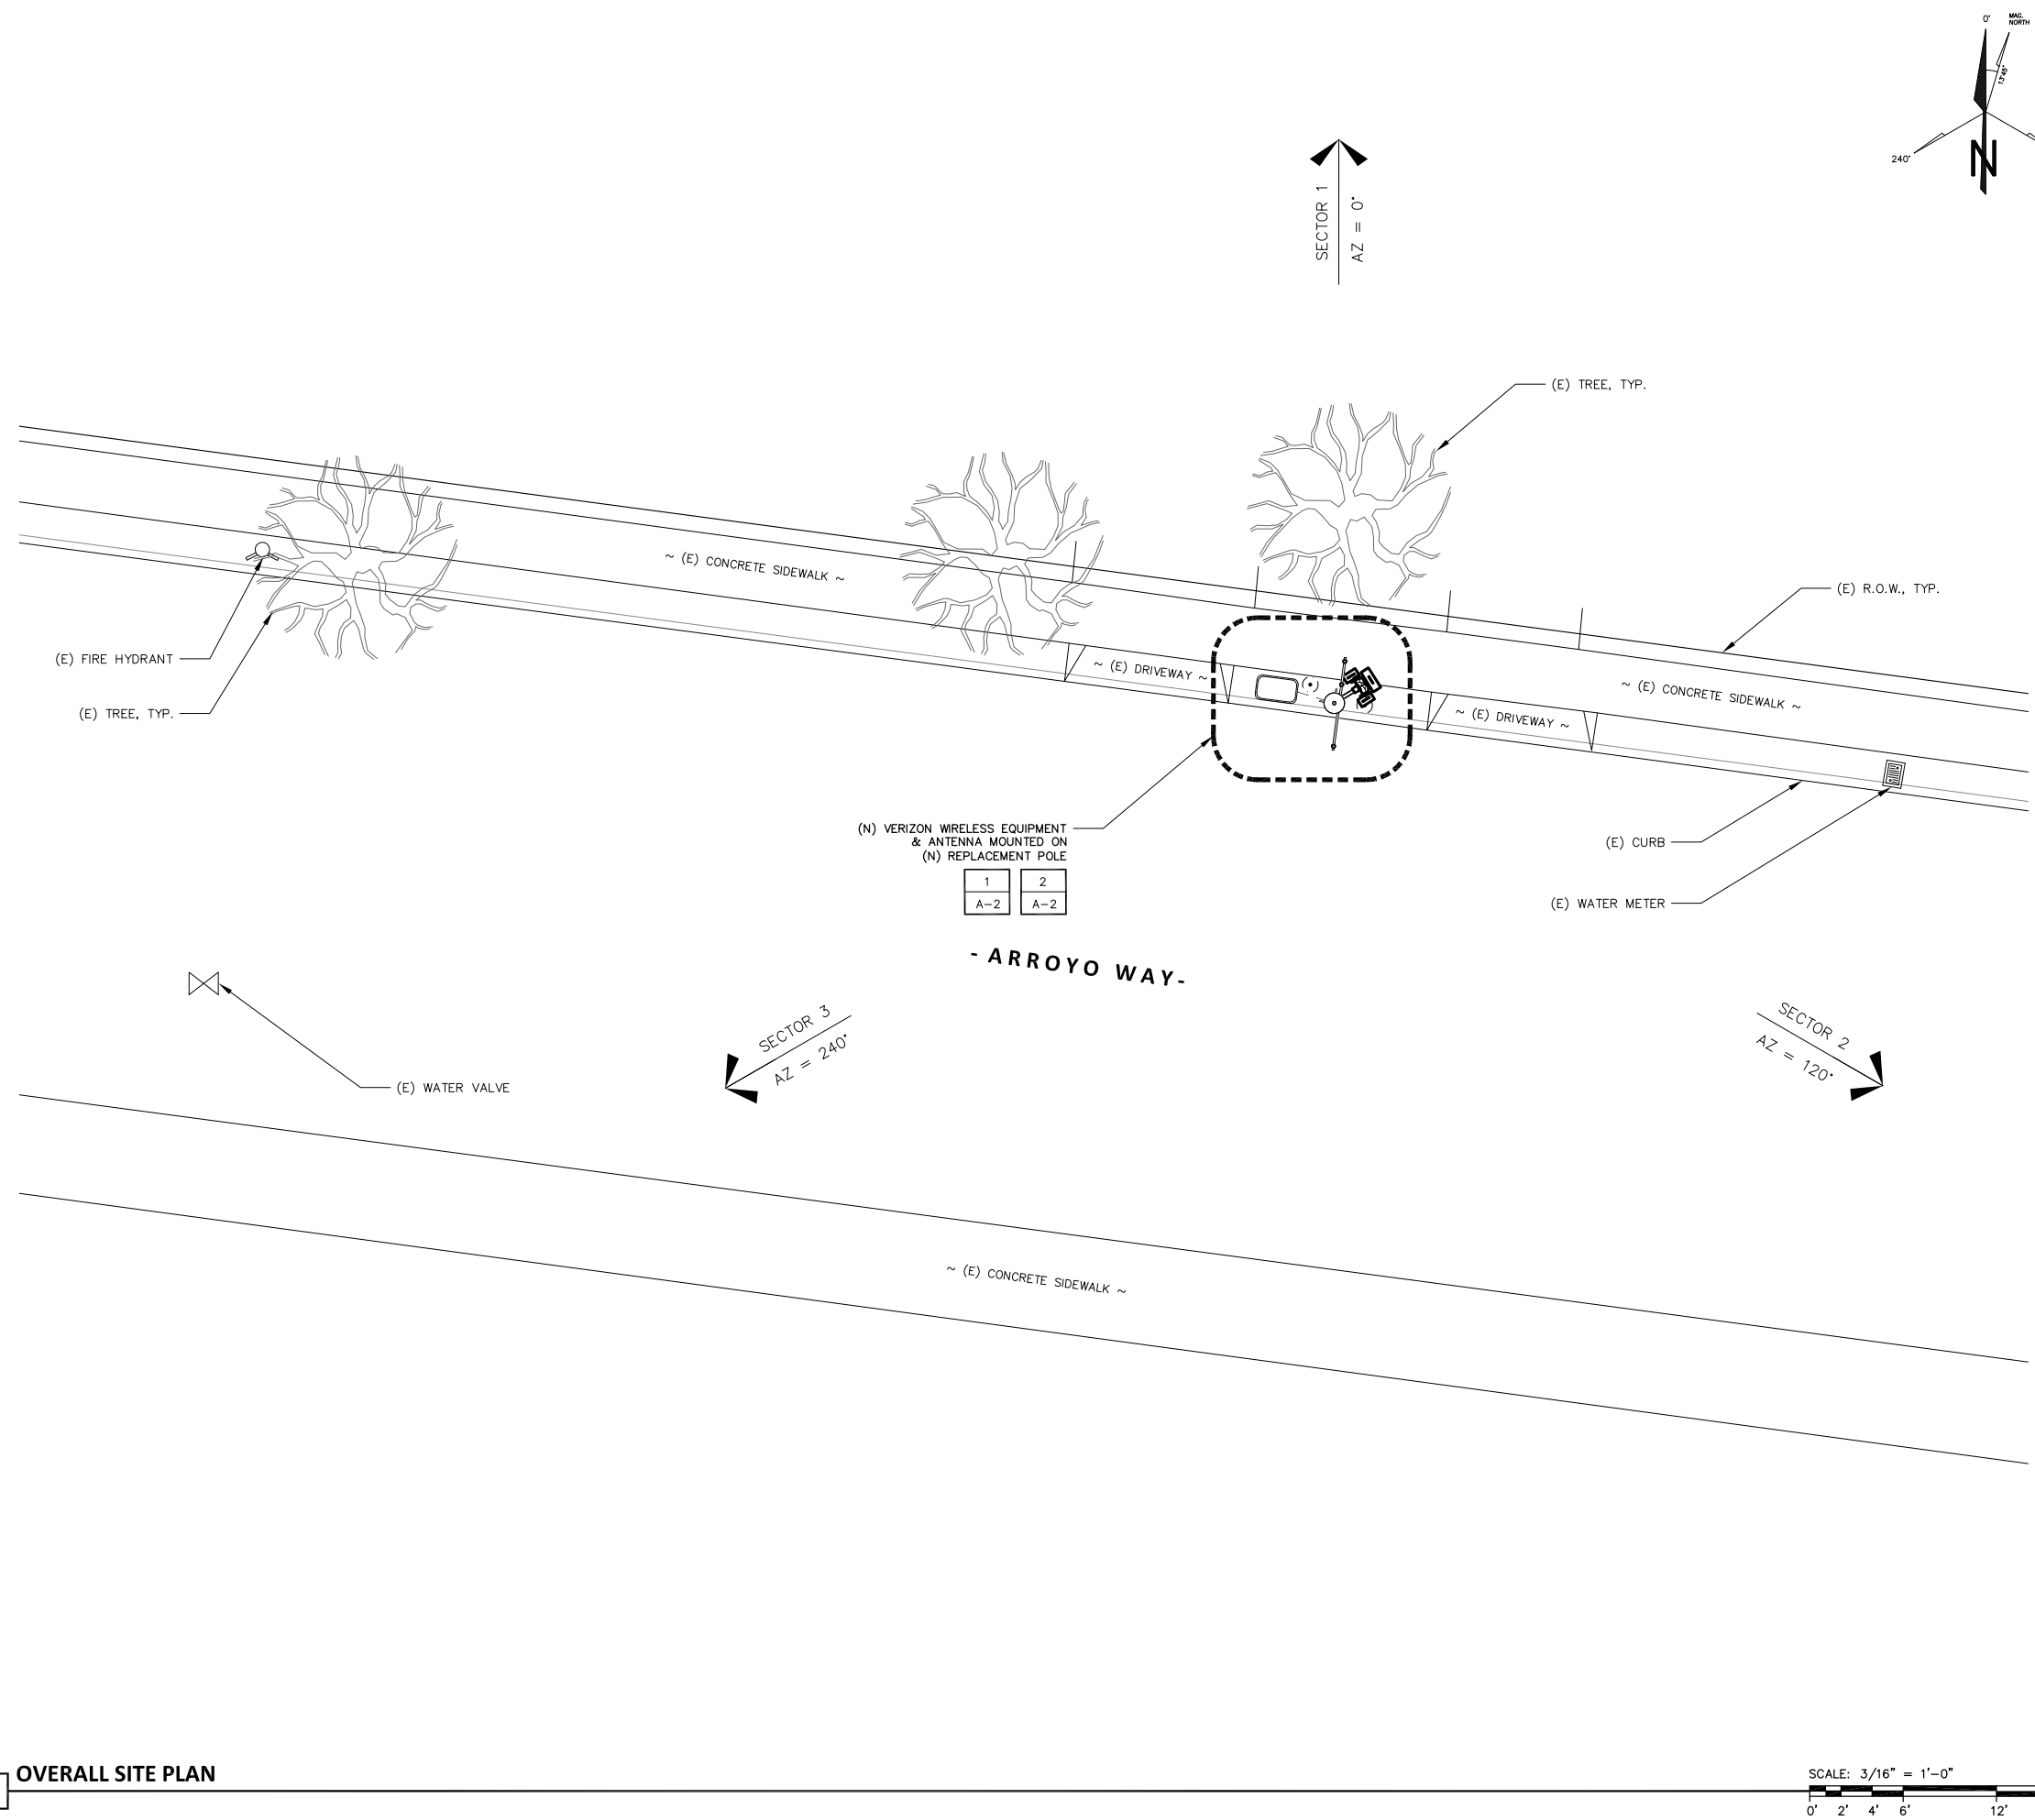 0°
MAG.
NORTH
13°45'
240°
N
SECTOR 1
AZ = 0°
(E) TREE, TYP.
~ (E) CONCRETE SIDEWALK ~
(E) R.O.W., TYP.
(E) FIRE HYDRANT
~ (E) DRIVEWAY ~
~ (E) CONCRETE SIDEWALK ~
(E) TREE, TYP.
~ (E) DRIVEWAY ~
(N) VERIZON WIRELESS EQUIPMENT
& ANTENNA MOUNTED ON
(N) REPLACEMENT POLE
1
A-2
2
A-2
(E) CURB
(E) WATER METER
- ARROYO WAY-
SECTOR 3
AZ = 240°
SECTOR 2
AZ = 120°
(E) WATER VALVE
~ (E) CONCRETE SIDEWALK ~
OVERALL SITE PLAN
SCALE: 3/16" = 1'-0"
0' 2' 4' 6' 12'